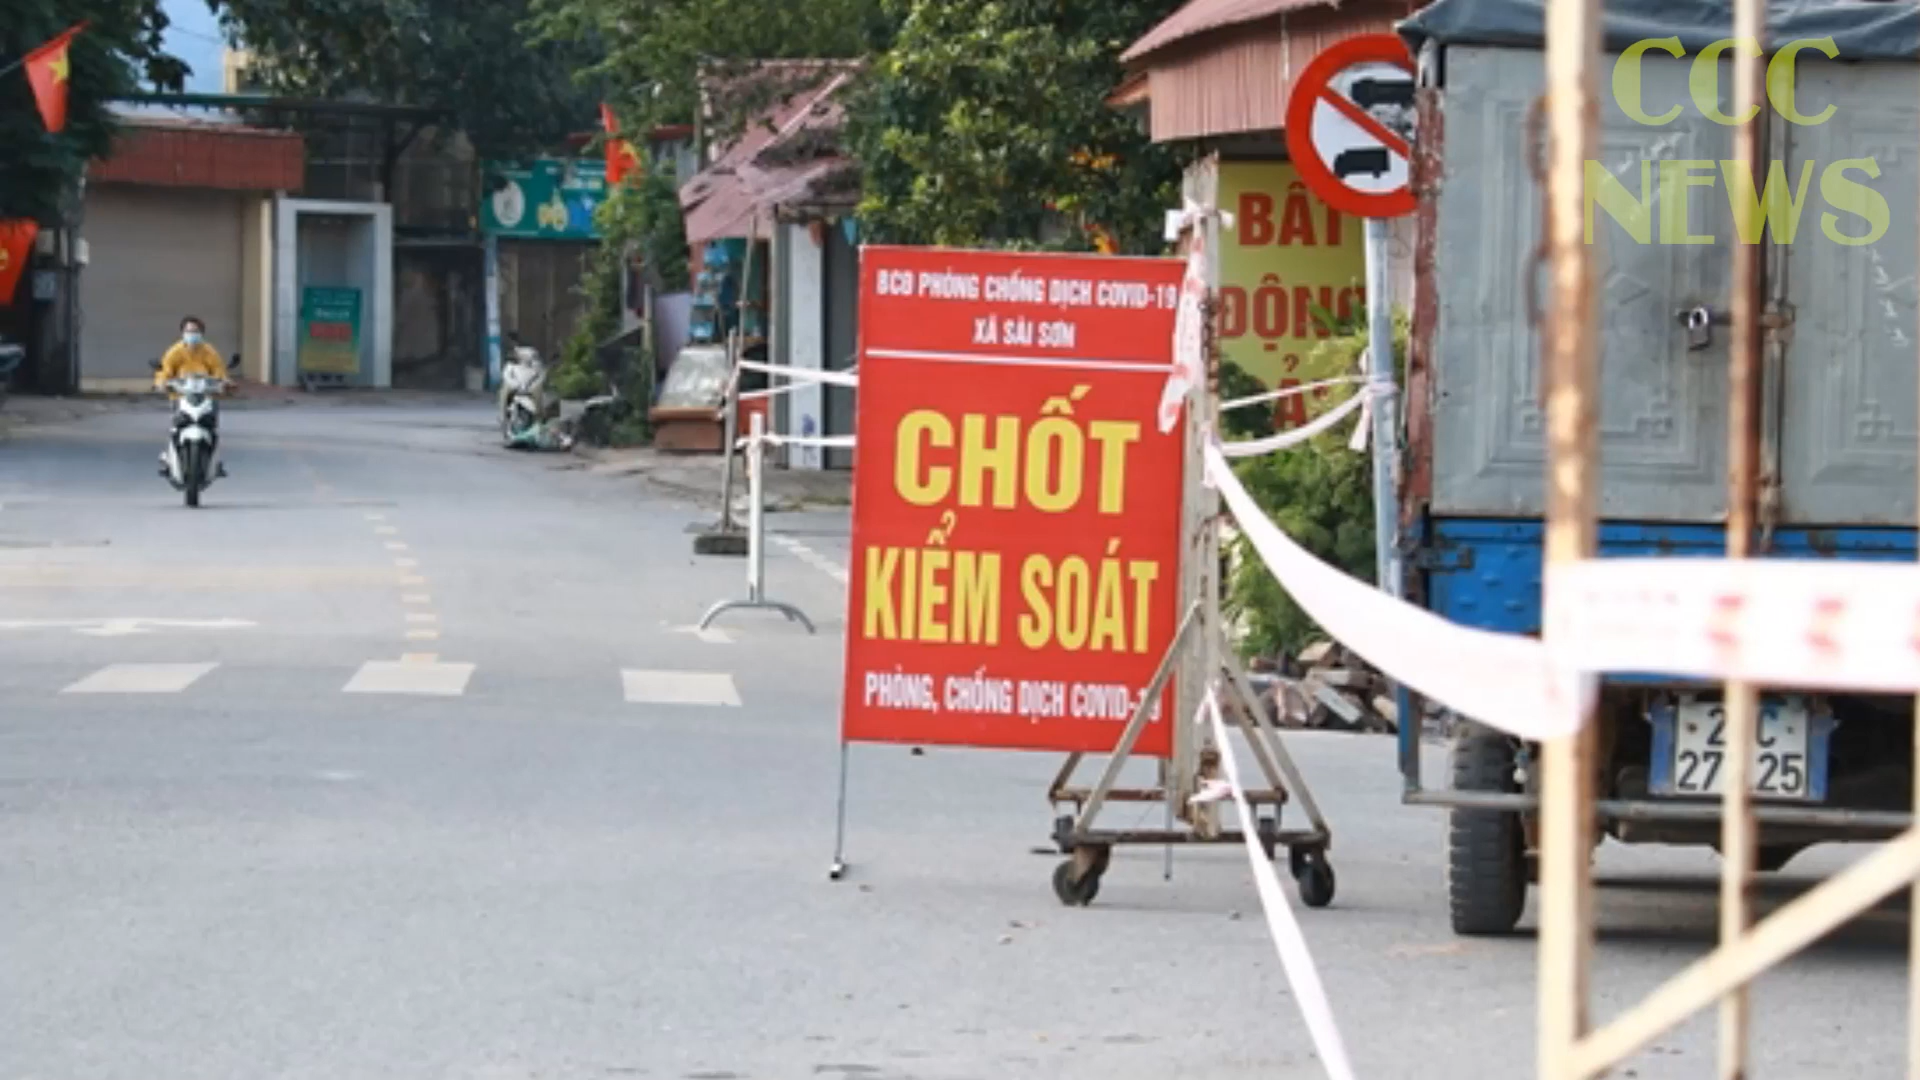 CCC
NEWS
BẤT
ĐỘNG
BCĐ PHÒNG CHỐNG DỊCH COVID-19
XÃ SÀI SƠN
CHỐT
KIỂM SOÁT
PHÒNG, CHỐNG DỊCH COVID-19